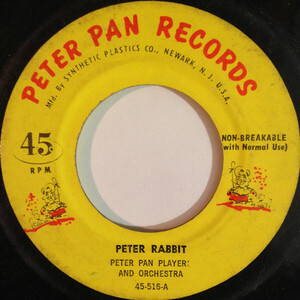 PETER PAN RECORDS
Mfd. By SYNTHETIC PLASTICS CO., NEWARK, N. J. U.S.A.
45
RPM
NON-BREAKABLE
(with Normal Use)
PETER RABBIT
PETER PAN PLAYERS
AND ORCHESTRA
45-516-A